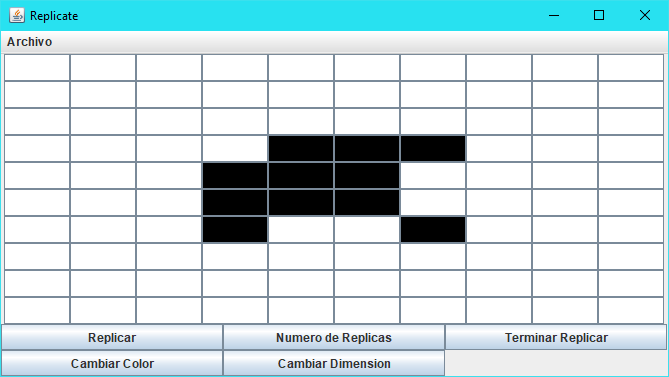 Replicate
Archivo
Replicar Numero de Replicas Terminar Replicar
Cambiar Color Cambiar Dimension